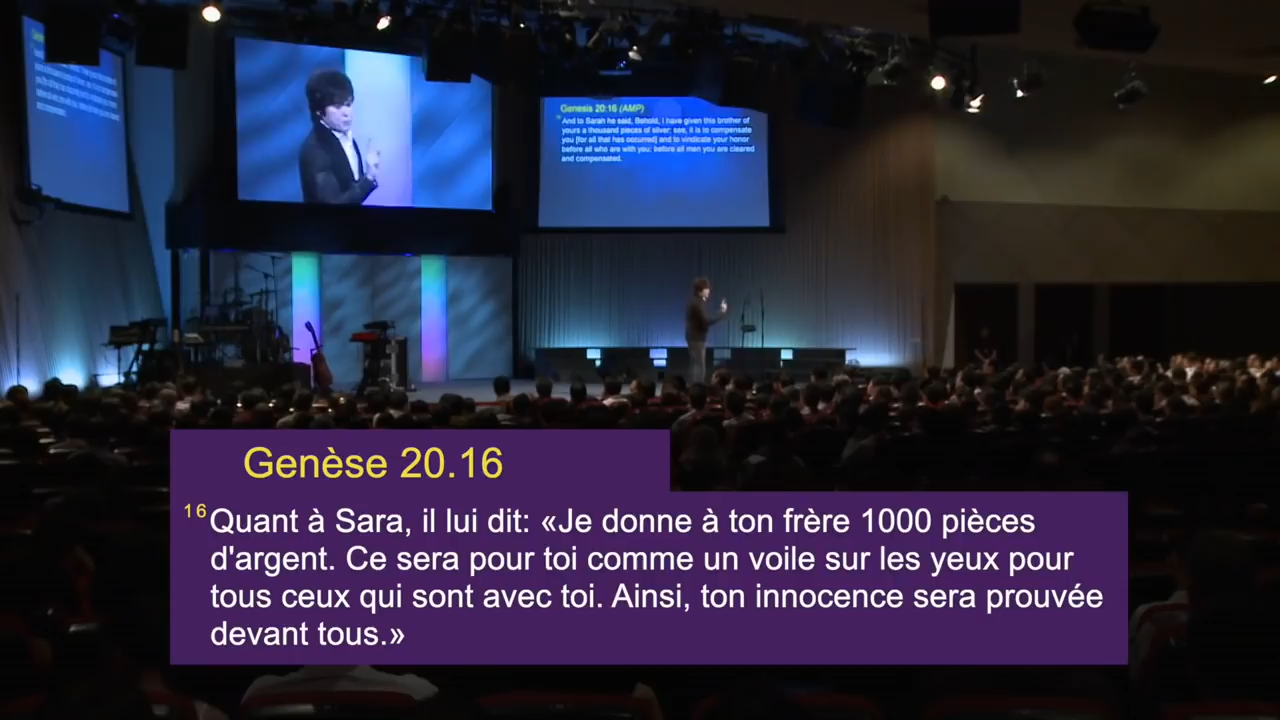 Genesis 20:16 (AMP)
And to Sarah he said, Behold, I have given this brother of
yours a thousand pieces of silver; see, it is to compensate
you [for all that has occurred] and to vindicate your honor
before all who are with you; before all men you are cleared
and compensated.
Genèse 20.16
16 Quant à Sara, il lui dit: «Je donne à ton frère 1000 pièces
d'argent. Ce sera pour toi comme un voile sur les yeux pour
tous ceux qui sont avec toi. Ainsi, ton innocence sera prouvée
devant tous.»